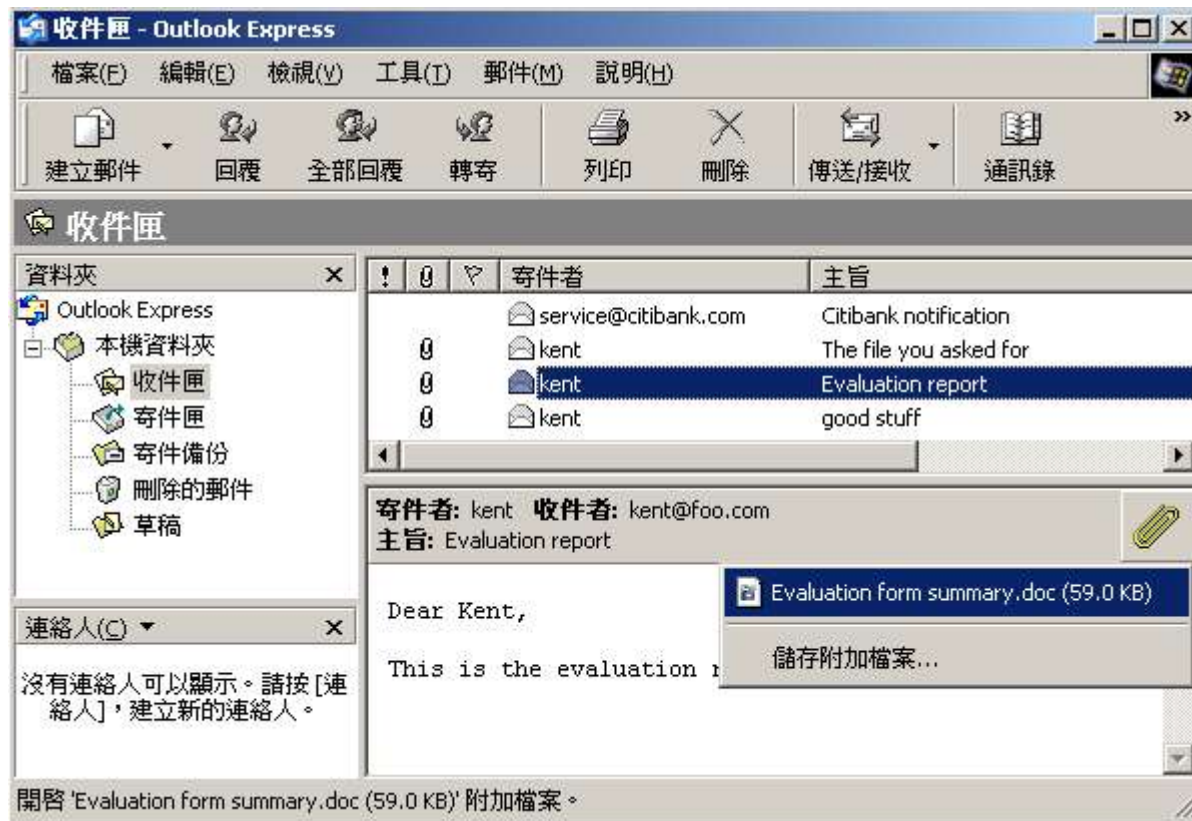 收件匣 - Outlook Express
檔案(F) 編輯(E) 檢視(V) 工具(T) 郵件(M) 說明(H)
建立郵件 回覆 全部回覆 轉寄 列印 刪除 傳送/接收 通訊錄 »
收件匣
資料夾 x
Outlook Express
本機資料夾
收件匣
寄件匣
寄件備份
刪除的郵件
草稿
連絡人(C) x
沒有連絡人可以顯示。請按 [連
絡人]，建立新的連絡人。
! 寄件者 主旨
service@citibank.com Citibank notification
kent The file you asked for
kent Evaluation report
kent good stuff
寄件者: kent 收件者: kent@foo.com
主旨: Evaluation report
Evaluation form summary.doc (59.0 KB)
儲存附加檔案...
Dear Kent,
This is the evaluation
開啓 'Evaluation form summary.doc (59.0 KB)' 附加檔案。